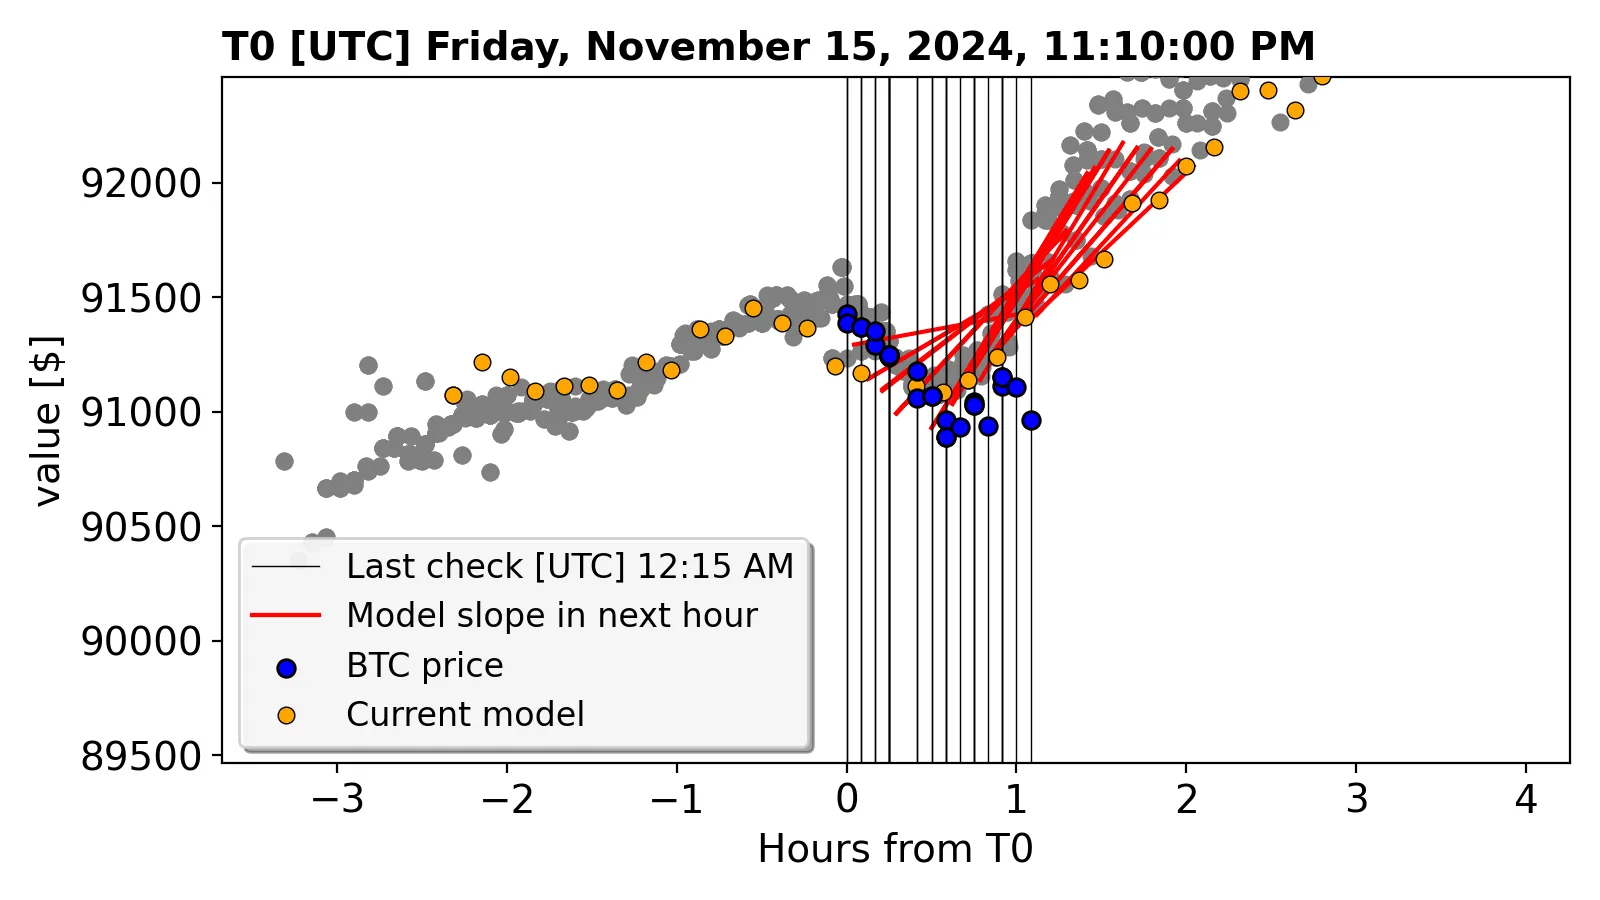 T0 [UTC] Friday, November 15, 2024, 11:10:00 PM
value [$]
92000
91500
91000
90500
90000
89500
Last check [UTC] 12:15 AM
Model slope in next hour
BTC price
Current model
−3 −2 −1 0 1 2 3 4
Hours from T0